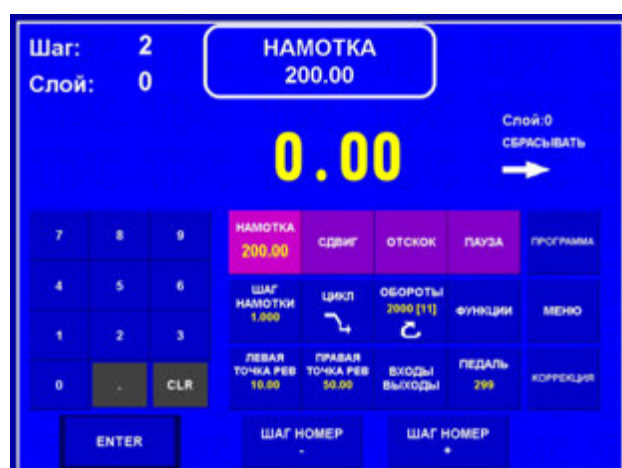 Шаг: 2
Слой: 0
НАМОТКА
200.00
Слой:0
СБРАСЫВАТЬ
0.00
7 8 9
НАМОТКА
200.00
СДВИГ
ОТСКОК
ПАУЗА
ПРОГРАММА
4 5 6
ШАГ
НАМОТКИ
1.000
ЦИКЛ
ОБОРОТЫ
2000 [11]
ФУНКЦИИ
МЕНЮ
1 2 3
ЛЕВАЯ
ТОЧКА РЕВ
10.00
ПРАВАЯ
ТОЧКА РЕВ
50.00
ВХОДЫ
ВЫХОДЫ
ПЕДАЛЬ
299
КОРРЕКЦИЯ
0 . CLR
ENTER
ШАГ НОМЕР
-
ШАГ НОМЕР
+